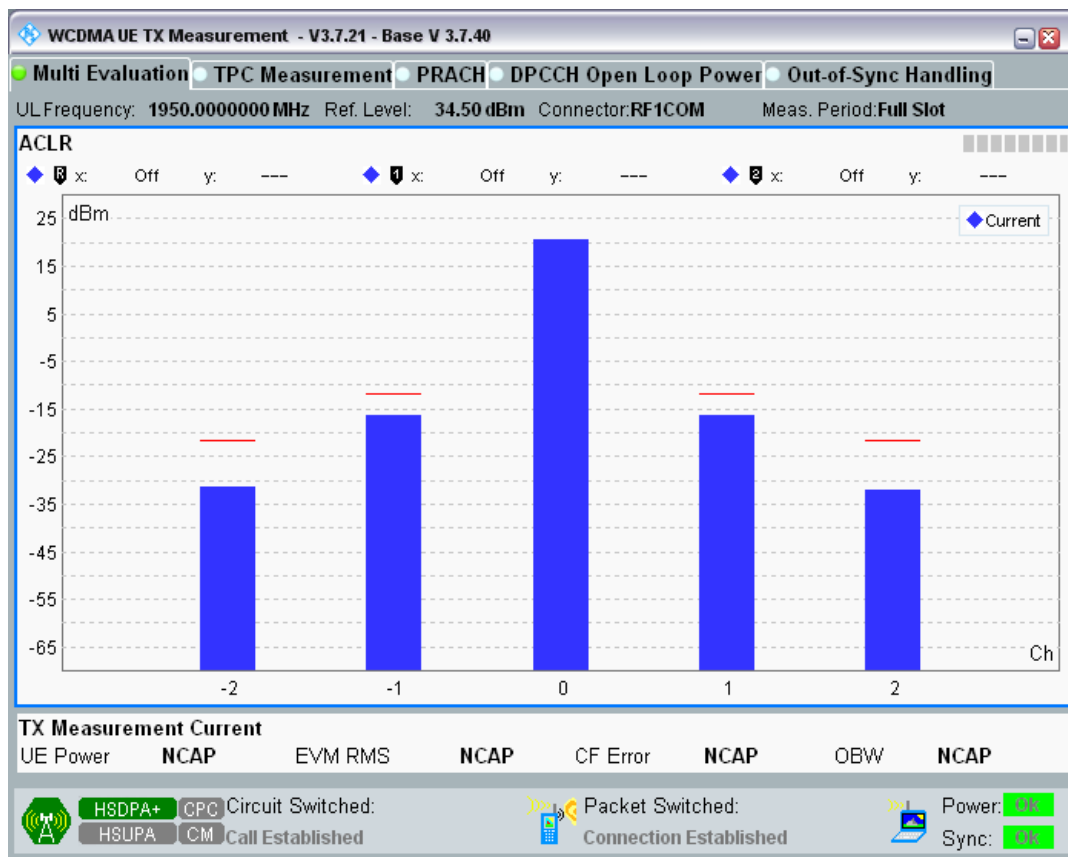 WCDMA UE TX Measurement - V3.7.21 - Base V 3.7.40
Multi Evaluation TPC Measurement PRACH DPCCH Open Loop Power Out-of-Sync Handling
UL Frequency: 1950.0000000 MHz Ref. Level: 34.50 dBm Connector:RF1COM Meas. Period:Full Slot
ACLR
R x: Off y: --- 1 x: Off y: --- 2 x: Off y: ---
dBm
Current
25
15
5
-5
-15
-25
-35
-45
-55
-65
Ch
-2 -1 0 1 2
TX Measurement Current
UE Power NCAP EVM RMS NCAP CF Error NCAP OBW NCAP
HSDPA+ CPC Circuit Switched: Packet Switched: Power: OK
HSUPA CM Call Established Connection Established Sync: OK